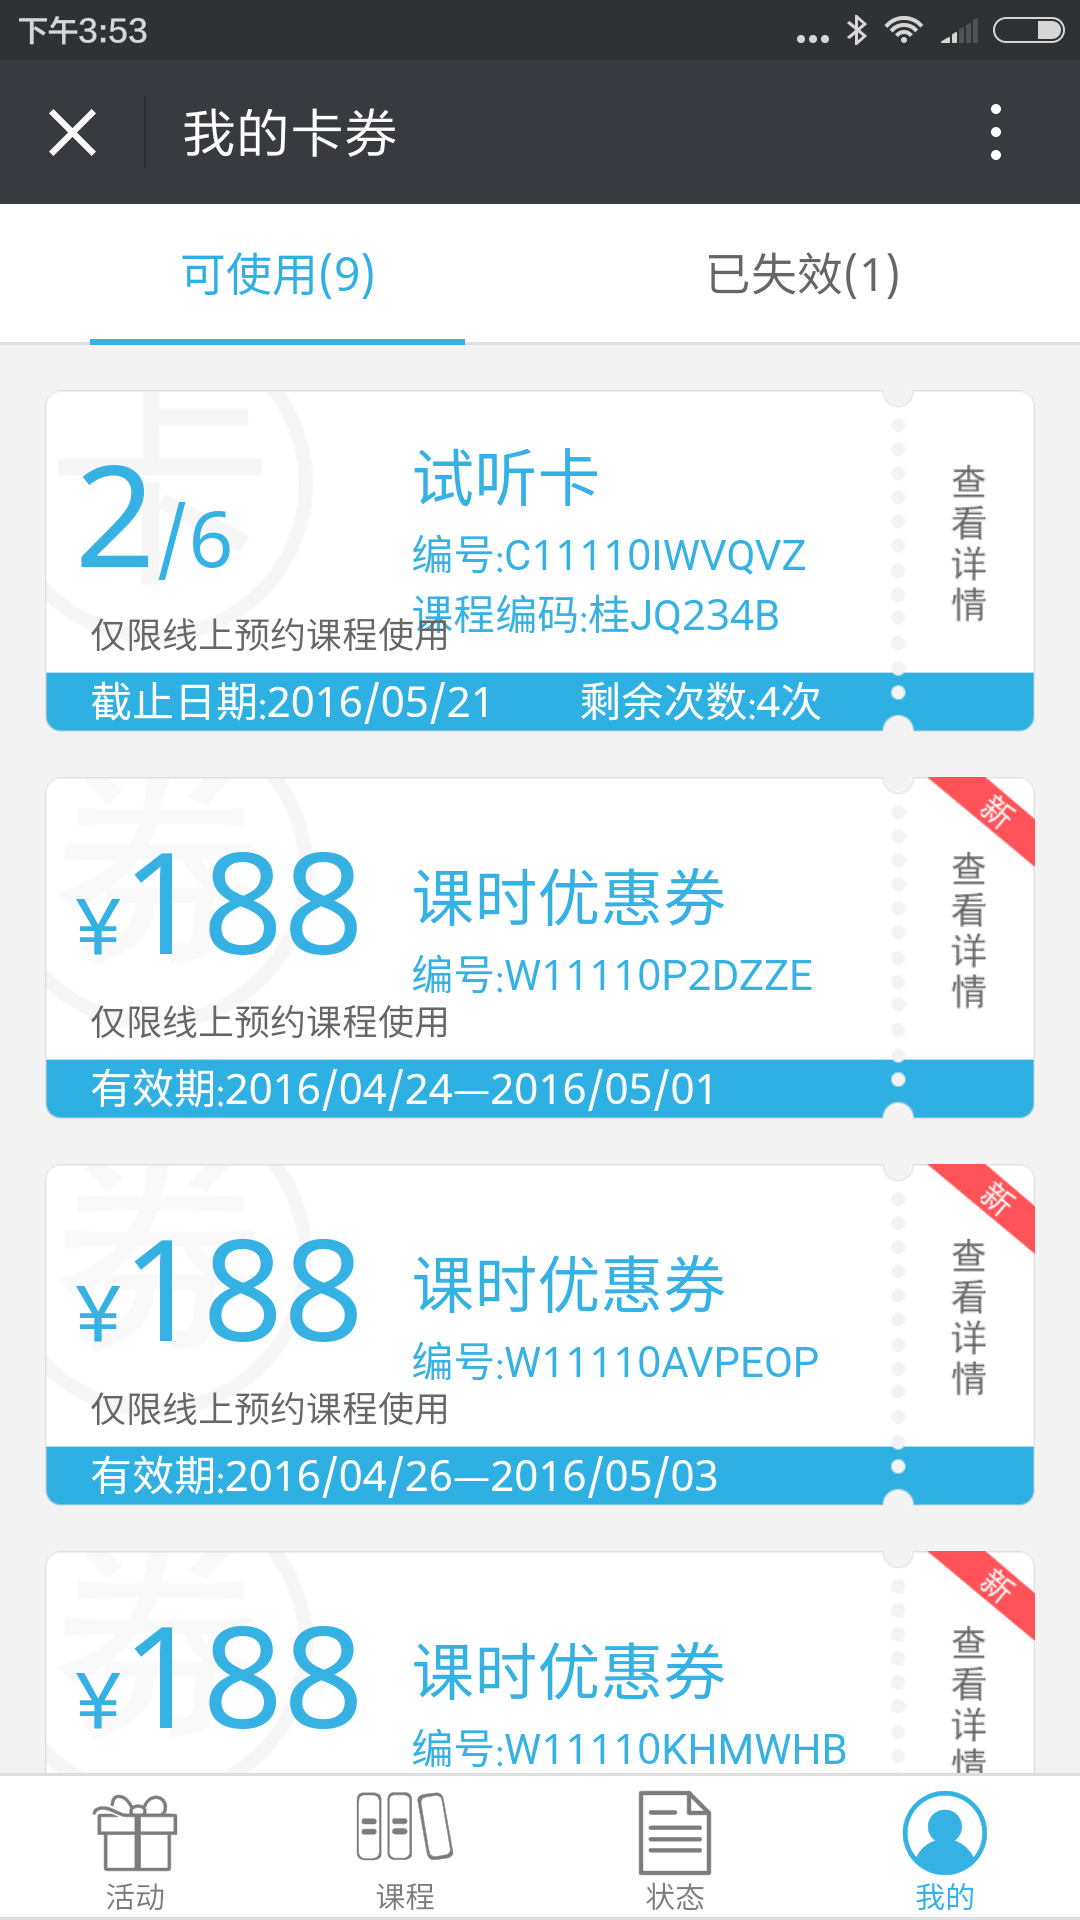 下午3:53
我的卡券
可使用(9)
已失效(1)
卡
2/6
试听卡
编号:C11110IWVQVZ
课程编码:桂JQ234B
仅限线上预约课程使用
查看详情
截止日期:2016/05/21
剩余次数:4次
券
新
¥188
课时优惠券
编号:W11110P2DZZE
仅限线上预约课程使用
查看详情
有效期:2016/04/24—2016/05/01
券
新
¥188
课时优惠券
编号:W11110AVPEOP
仅限线上预约课程使用
查看详情
有效期:2016/04/26—2016/05/03
券
新
¥188
课时优惠券
编号:W11110KHMWHB
查看详情
活动
课程
状态
我的